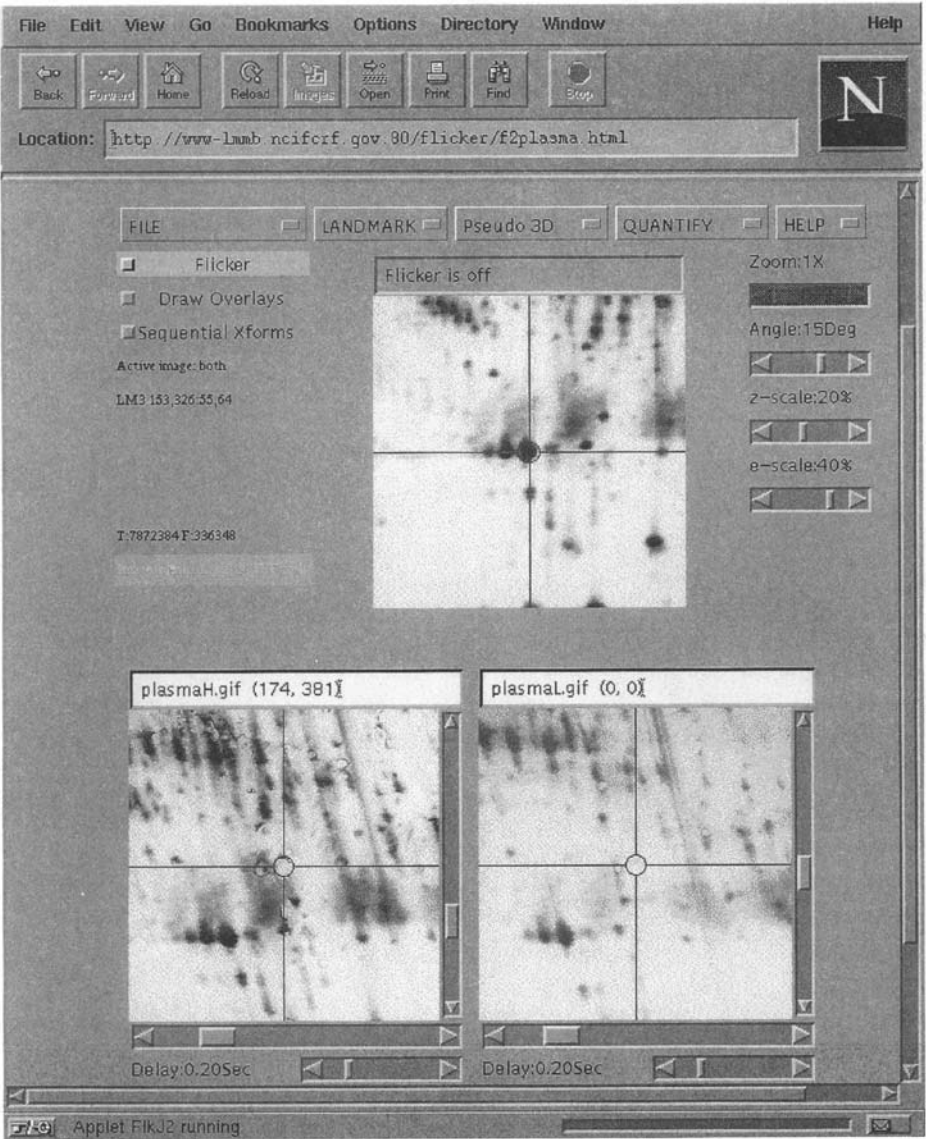 File Edit View Go Bookmarks Options Directory Window Help
Back Forward Home Reload Images Open Print Find Stop
N
Location: http://www-lmmb.ncifcrf.gov:80/flicker/f2plasma.html
FILE LANDMARK Pseudo 3D QUANTIFY HELP
Flicker
Draw Overlays
Sequential Xforms
Active image: both
LM3:153,326:55,64
T:7872384 F:336348
Flicker is off
Zoom:1X
Angle:15Deg
z-scale:20%
e-scale:40%
plasmaH.gif (174, 381)
plasmaL.gif (0, 0)
Delay:0.20Sec
Delay:0.20Sec
Applet FlkJ2 running